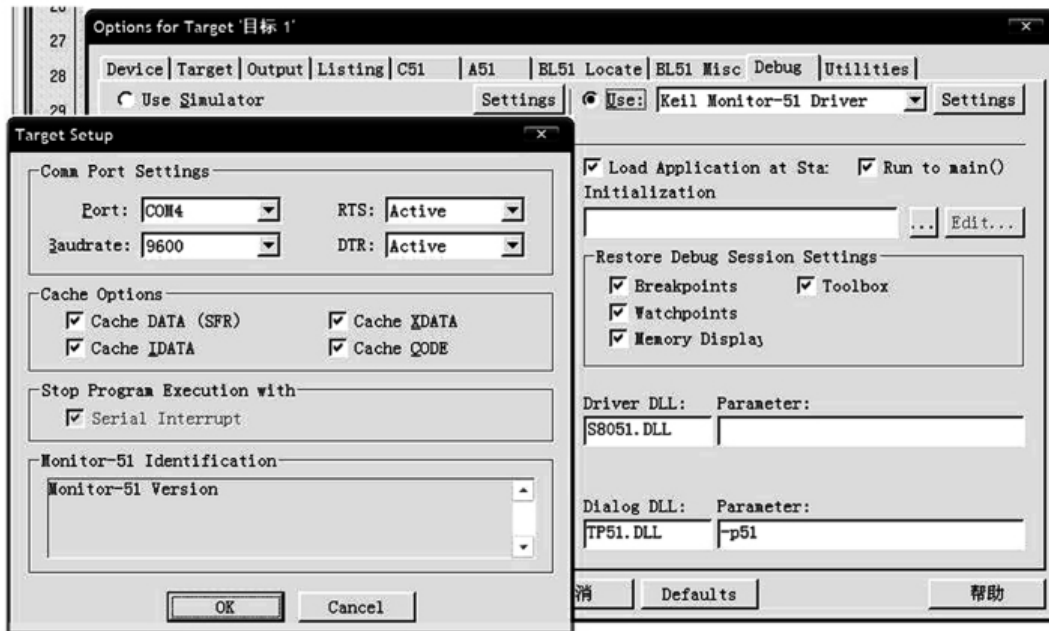 27
28
29
Options for Target '目标 1'
Device Target Output Listing C51 A51 BL51 Locate BL51 Misc Debug Utilities
Use Simulator Settings Use: Keil Monitor-51 Driver Settings
Load Application at Sta: Run to main()
Initialization
... Edit...
Restore Debug Session Settings
Breakpoints Toolbox
Watchpoints
Memory Display
Driver DLL: Parameter:
S8051.DLL
Dialog DLL: Parameter:
TP51.DLL -p51
消 Defaults 帮助
Target Setup
Comm Port Settings
Port: COM4 RTS: Active
Baudrate: 9600 DTR: Active
Cache Options
Cache DATA (SFR) Cache XDATA
Cache IDATA Cache CODE
Stop Program Execution with
Serial Interrupt
Monitor-51 Identification
Monitor-51 Version
OK Cancel